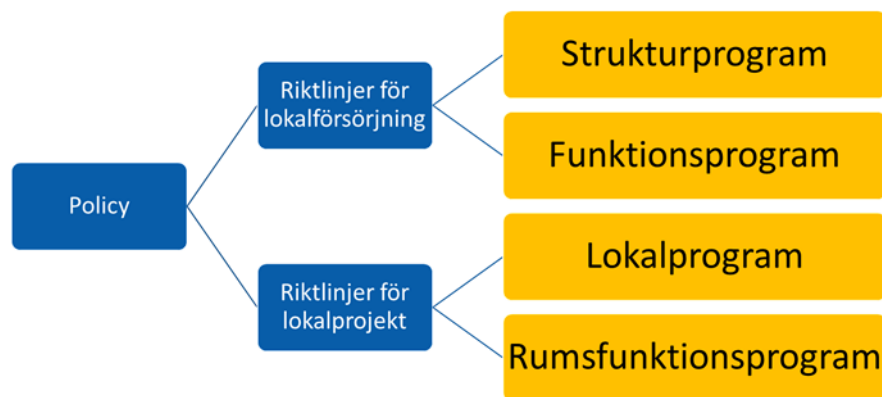 Policy
Riktlinjer för
lokalförsörjning
Strukturprogram
Funktionsprogram
Riktlinjer för
lokalprojekt
Lokalprogram
Rumsfunktionsprogram